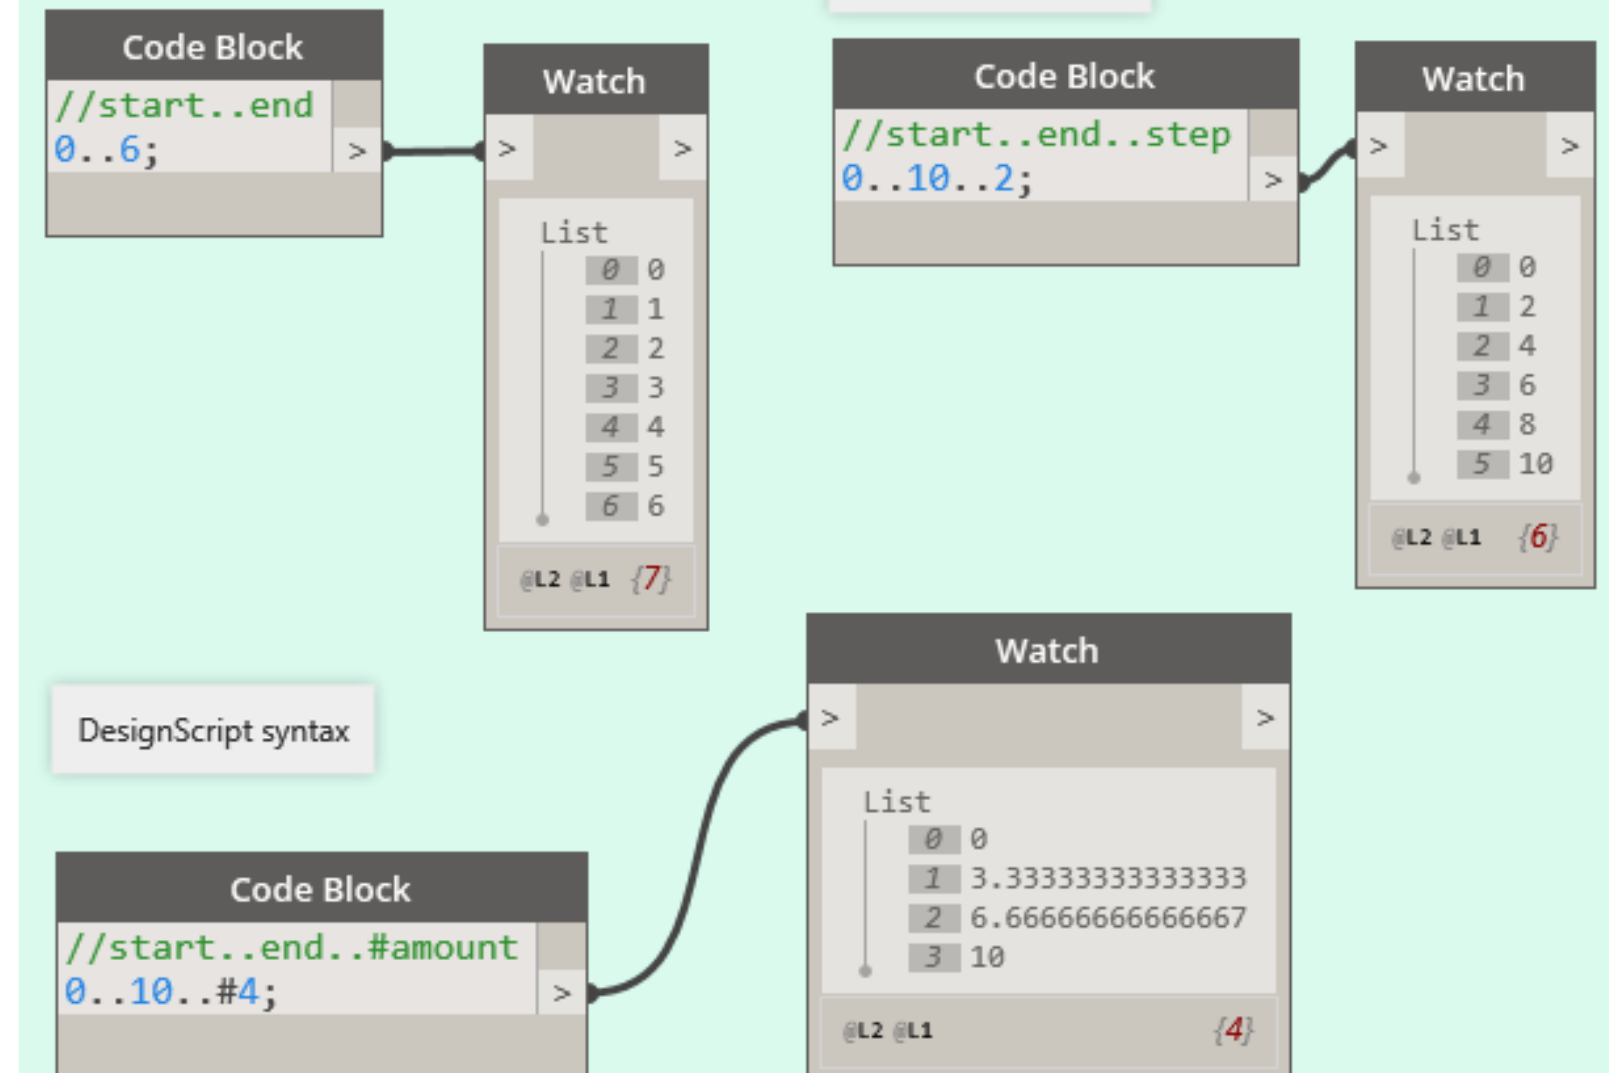 Code Block
//start..end
0..6;
>
Watch
> >
List
0 0
1 1
2 2
3 3
4 4
5 5
6 6
@L2 @L1 {7}
Code Block
//start..end..step
0..10..2;
>
Watch
> >
List
0 0
1 2
2 4
3 6
4 8
5 10
@L2 @L1 {6}
DesignScript syntax
Code Block
//start..end..#amount
0..10..#4;
>
Watch
> >
List
0 0
1 3.33333333333333
2 6.66666666666667
3 10
@L2 @L1 {4}